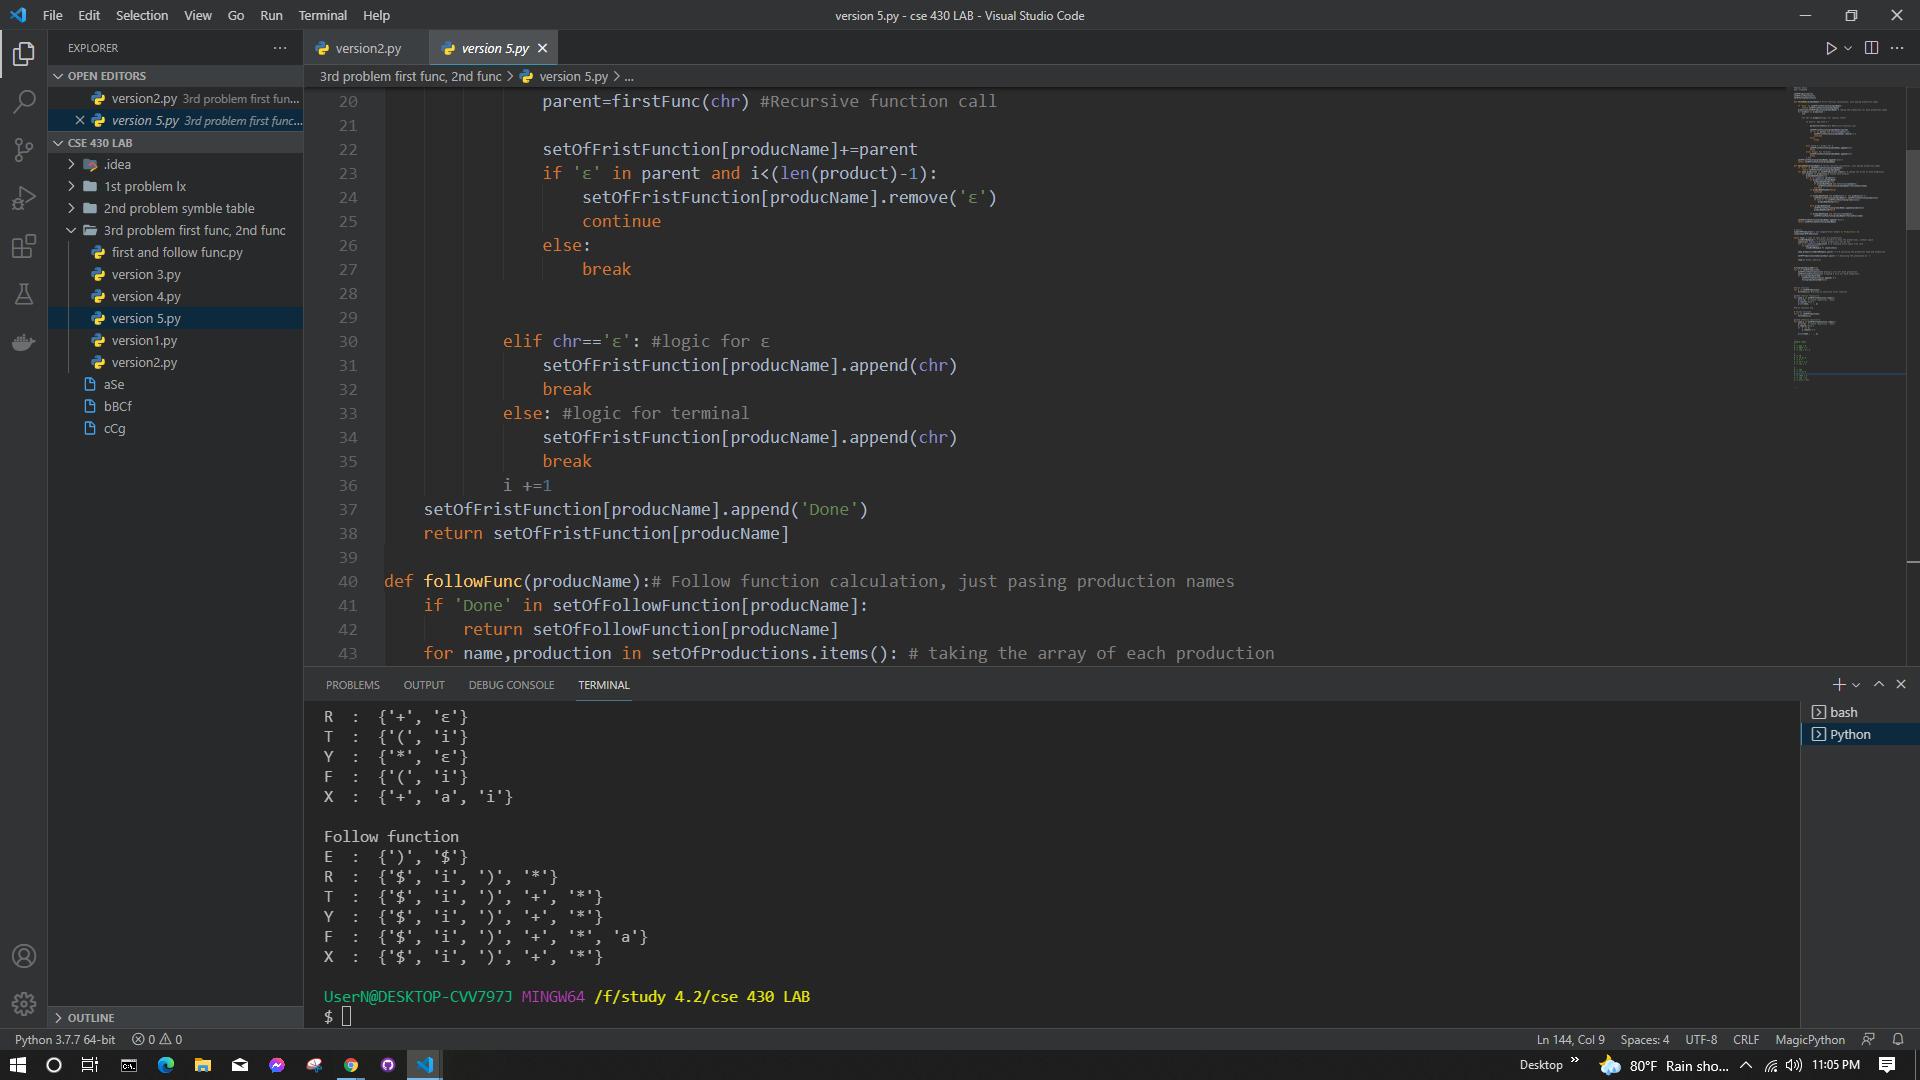 File Edit Selection View Go Run Terminal Help
version 5.py - cse 430 LAB - Visual Studio Code
EXPLORER
OPEN EDITORS
version2.py 3rd problem first fun...
version 5.py 3rd problem first func...
CSE 430 LAB
.idea
1st problem lx
2nd problem symble table
3rd problem first func, 2nd func
first and follow func.py
version 3.py
version 4.py
version 5.py
version1.py
version2.py
aSe
bBCf
cCg
OUTLINE
version2.py
version 5.py
3rd problem first func, 2nd func > version 5.py > ...
20 parent=firstFunc(chr) #Recursive function call
21
22 setOfFristFunction[producName]+=parent
23 if 'ε' in parent and i<(len(product)-1):
24 setOfFristFunction[producName].remove('ε')
25 continue
26 else:
27 break
28
29
30 elif chr=='ε': #logic for ε
31 setOfFristFunction[producName].append(chr)
32 break
33 else: #logic for terminal
34 setOfFristFunction[producName].append(chr)
35 break
36 i +=1
37 setOfFristFunction[producName].append('Done')
38 return setOfFristFunction[producName]
39
40 def followFunc(producName):# Follow function calculation, just pasing production names
41 if 'Done' in setOfFollowFunction[producName]:
42 return setOfFollowFunction[producName]
43 for name,production in setOfProductions.items(): # taking the array of each production
PROBLEMS OUTPUT DEBUG CONSOLE TERMINAL
R : {'+', 'ε'}
T : {'(', 'i'}
Y : {'*', 'ε'}
F : {'(', 'i'}
X : {'+', 'a', 'i'}
Follow function
E : {')', '$'}
R : {'$', 'i', ')', '*'}
T : {'$', 'i', ')', '+', '*'}
Y : {'$', 'i', ')', '+', '*'}
F : {'$', 'i', ')', '+', '*', 'a'}
X : {'$', 'i', ')', '+', '*'}
UserN@DESKTOP-CVV797J MINGW64 /f/study 4.2/cse 430 LAB
$
bash
Python
Python 3.7.7 64-bit 0 0
Ln 144, Col 9 Spaces: 4 UTF-8 CRLF MagicPython
Desktop 80°F Rain sho... 11:05 PM